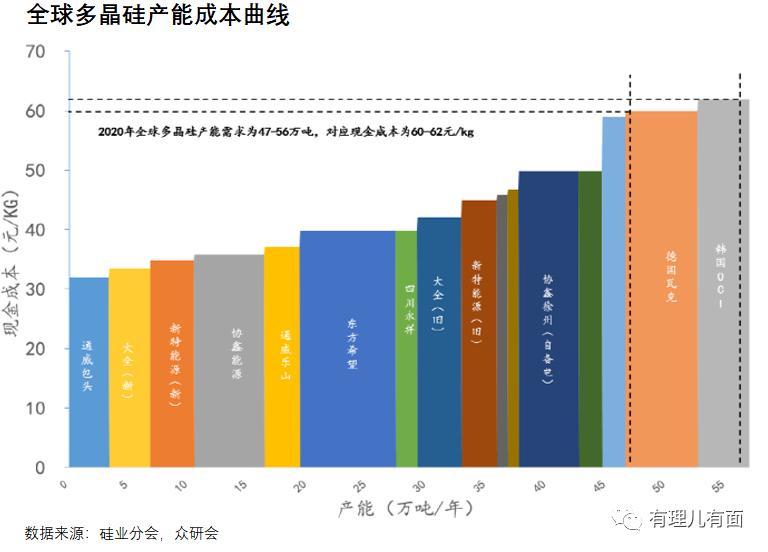 全球多晶硅产能成本曲线
70
60
50
40
30
20
10
0
现金成本（元/KG）
2020年全球多晶硅产能需求为47-56万吨，对应现金成本为60-62元/kg
通威包头
大全（新）
新特能源（新）
协鑫能源
通威乐山
东方希望
四川永祥
大全（旧）
新特能源（旧）
协鑫徐州（自备电）
德国瓦克
韩国OCI
0 5 10 15 20 25 30 35 40 45 50 55
产能（万吨/年）
有理儿有面
数据来源：硅业分会，众研会